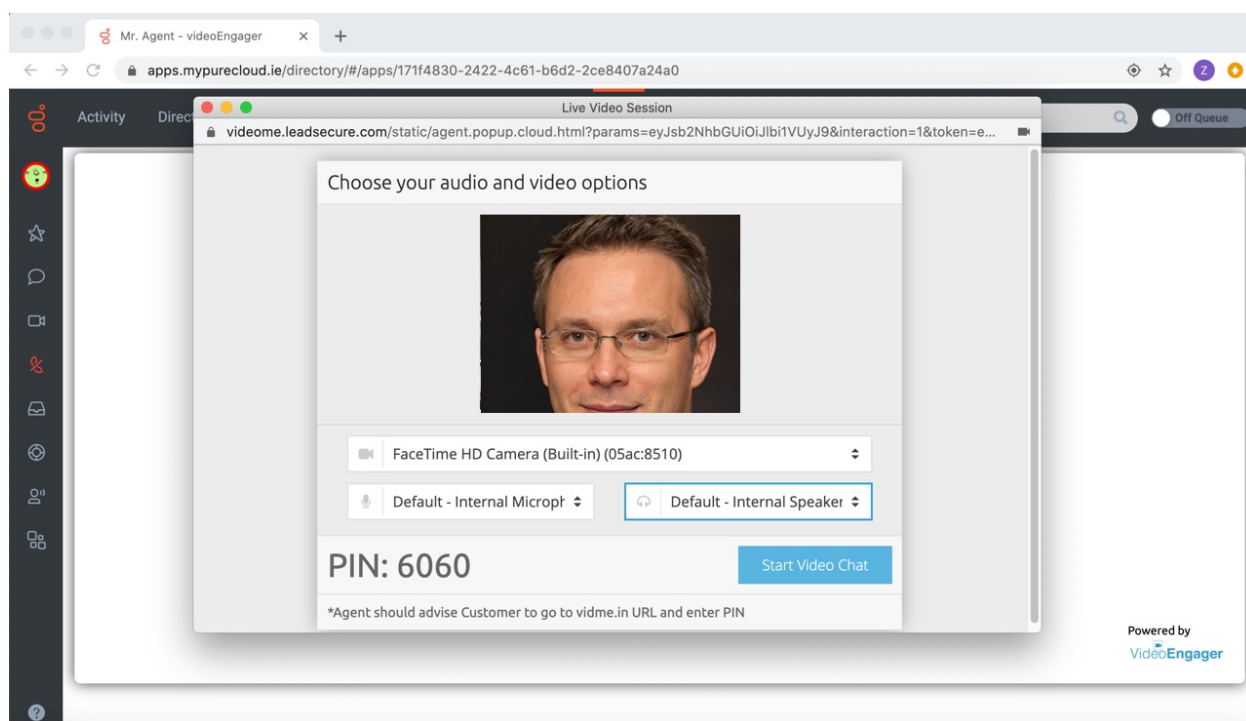 Mr. Agent - videoEngager
apps.mypurecloud.ie/directory/#/apps/171f4830-2422-4c61-b6d2-2ce8407a24a0
Z
Activity
Direc
Off Queue
Live Video Session
videome.leadsecure.com/static/agent.popup.cloud.html?params=eyJsb2NhbGUiOiJlbi1VUyJ9&interaction=1&token=e...
Choose your audio and video options
FaceTime HD Camera (Built-in) (05ac:8510)
Default - Internal Microph
Default - Internal Speaker
PIN: 6060
Start Video Chat
*Agent should advise Customer to go to vidme.in URL and enter PIN
Powered by
VideoEngager